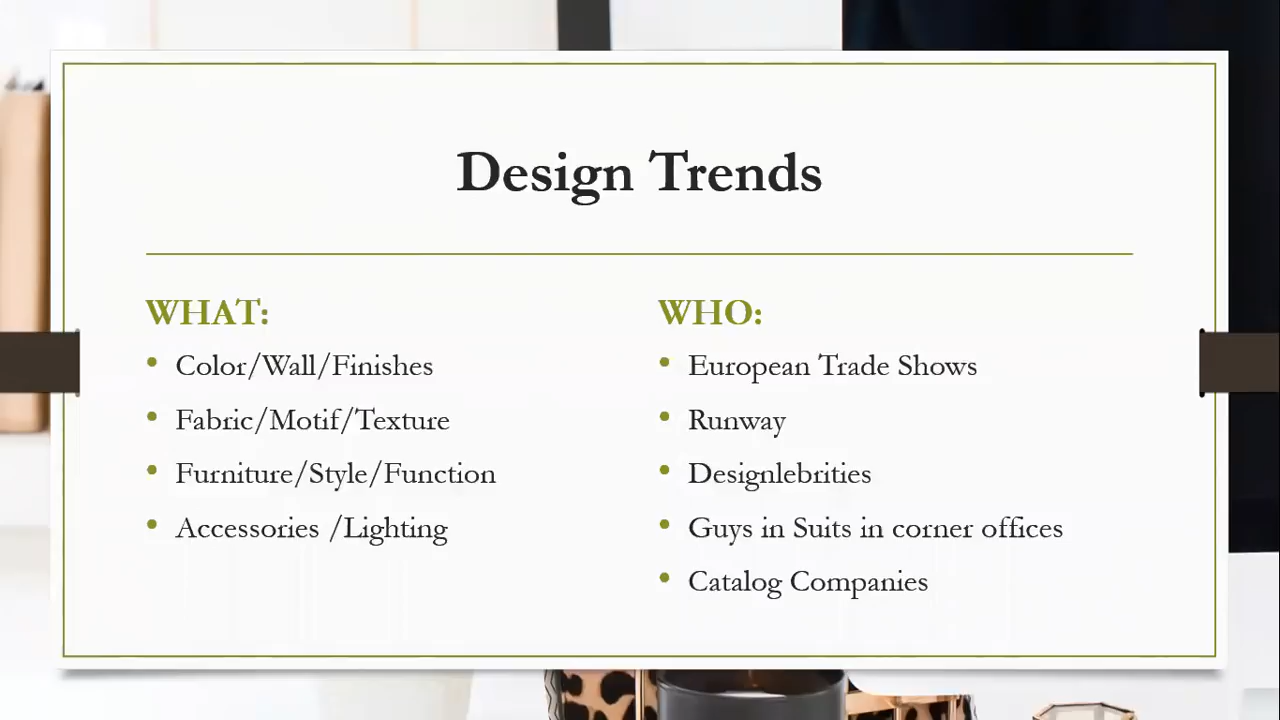 Design Trends
WHAT:
Color/Wall/Finishes
Fabric/Motif/Texture
Furniture/Style/Function
Accessories /Lighting
WHO:
European Trade Shows
Runway
Designlebrities
Guys in Suits in corner offices
Catalog Companies